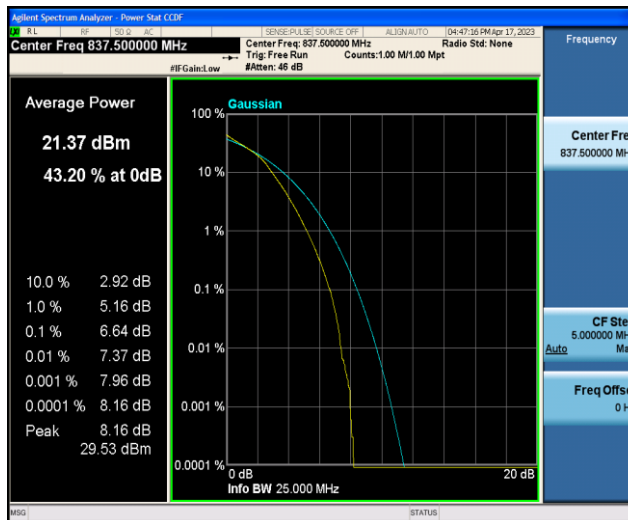 Agilent Spectrum Analyzer - Power Stat CCDF
RL RF 50 Ω AC SENSE:PULSE SOURCE OFF ALIGN AUTO 04:47:16 PM Apr 17, 2023
Center Freq 837.500000 MHz
Center Freq: 837.500000 MHz Radio Std: None
Trig: Free Run Counts:1.00 M/1.00 Mpt
#IFGain:Low #Atten: 46 dB
Frequency
Average Power
21.37 dBm
43.20 % at 0dB
10.0 % 2.92 dB
1.0 % 5.16 dB
0.1 % 6.64 dB
0.01 % 7.37 dB
0.001 % 7.96 dB
0.0001 % 8.16 dB
Peak 8.16 dB
29.53 dBm
Gaussian
100 %
10 %
1 %
0.1 %
0.01 %
0.001 %
0.0001 %
0 dB 20 dB
Info BW 25.000 MHz
Center Fre
837.500000 MH
CF Ste
5.000000 MH
Auto Ma
Freq Offs
0 H
MSG STATUS